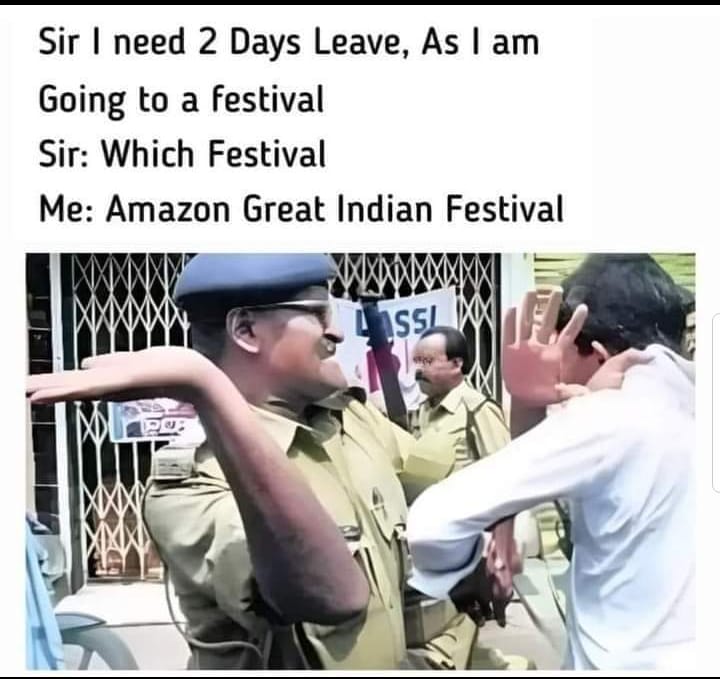 Sir I need 2 Days Leave, As I am
Going to a festival
Sir: Which Festival
Me: Amazon Great Indian Festival